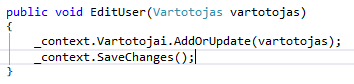 public void EditUser(Vartotojas vartotojas)
{
_context.Vartotojai.AddOrUpdate(vartotojas);
_context.SaveChanges();
}